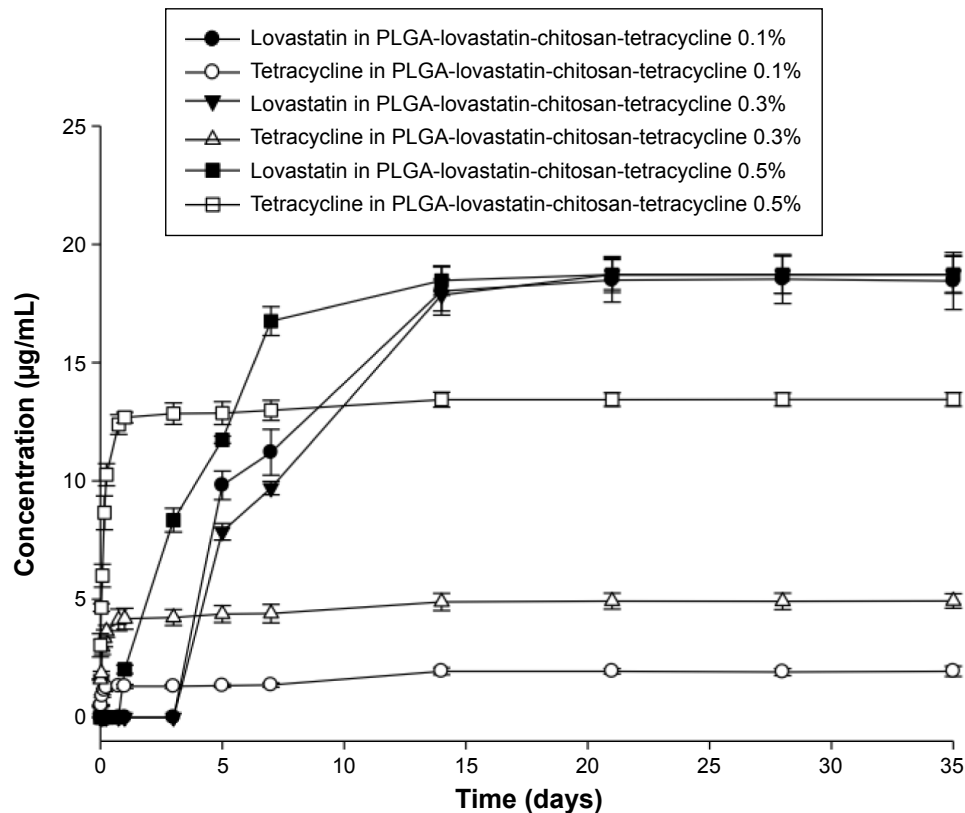 Lovastatin in PLGA-lovastatin-chitosan-tetracycline 0.1%
Tetracycline in PLGA-lovastatin-chitosan-tetracycline 0.1%
Lovastatin in PLGA-lovastatin-chitosan-tetracycline 0.3%
Tetracycline in PLGA-lovastatin-chitosan-tetracycline 0.3%
Lovastatin in PLGA-lovastatin-chitosan-tetracycline 0.5%
Tetracycline in PLGA-lovastatin-chitosan-tetracycline 0.5%
Concentration (µg/mL)
25
20
15
10
5
0
0 5 10 15 20 25 30 35
Time (days)